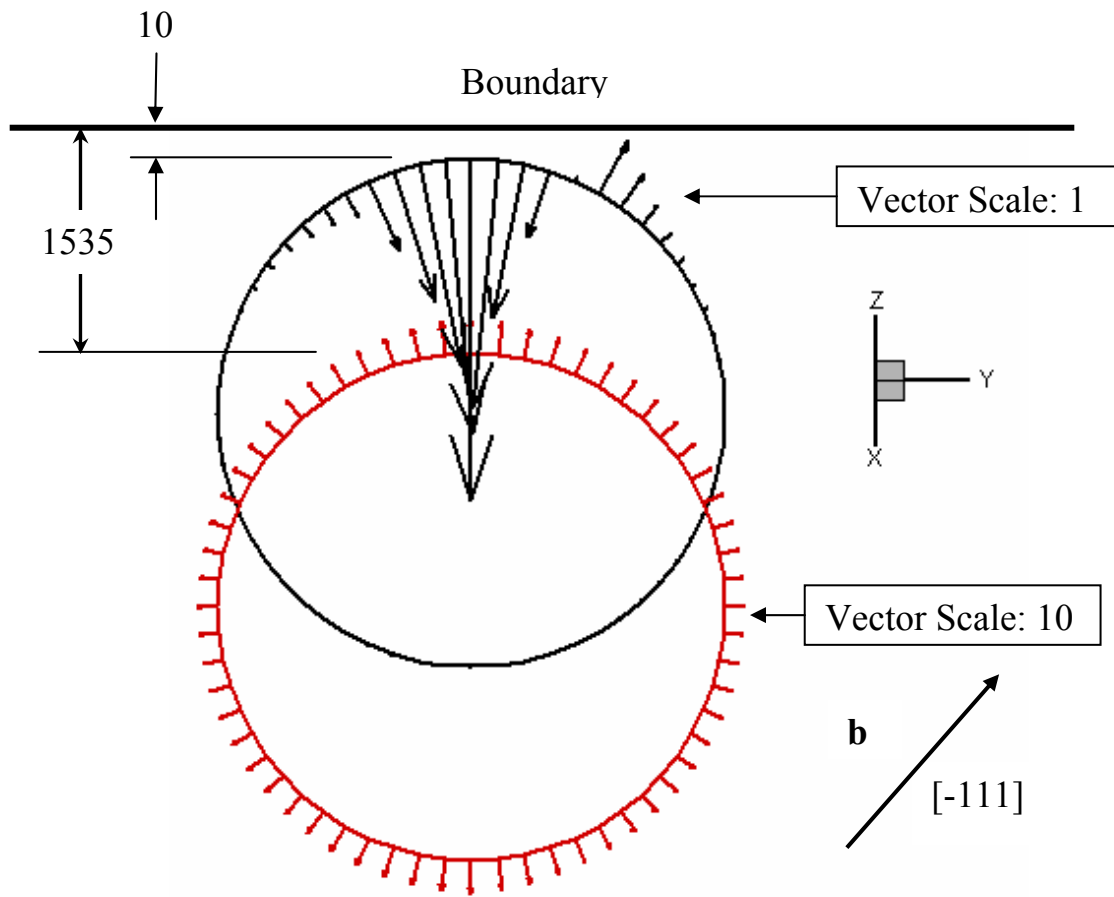 10
Boundary
Vector Scale: 1
1535
Z
Y
X
Vector Scale: 10
b
[-111]